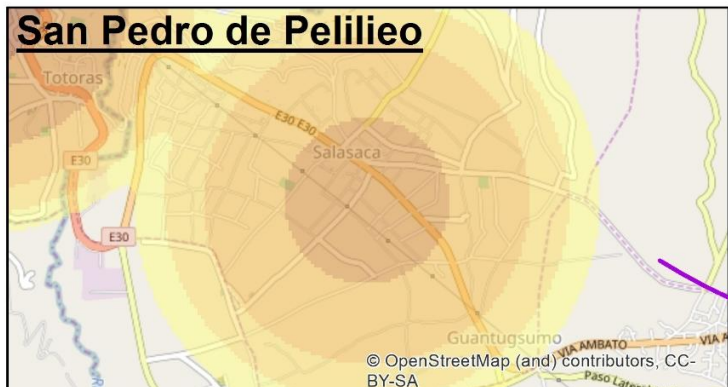 San Pedro de Pelilieo
Totoras
E30 E30
Salasaca
E30
E30
Guantugsumo
VIA AMBATO
VIA A
© OpenStreetMap (and) contributors, CC-
BY-SA
Paso Later